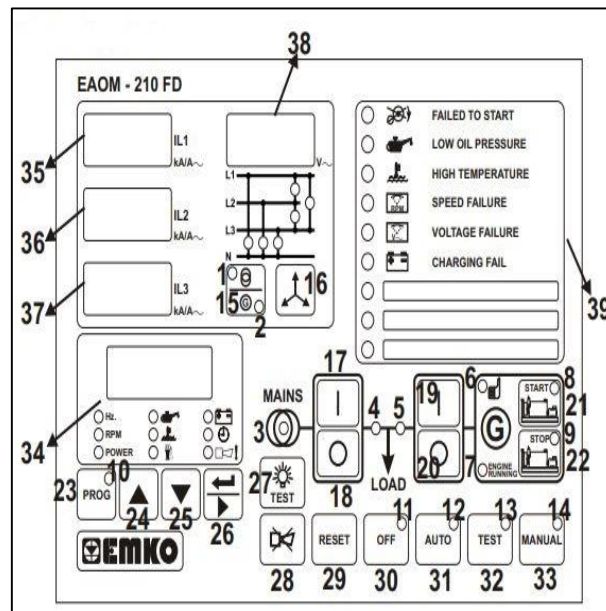 38
EAOM - 210 FD
IL1
kA/A~
35
V~
L1
L2
L3
N
IL2
kA/A~
36
IL3
kA/A~
37
1
15
G
2
16
FAILED TO START
LOW OIL PRESSURE
HIGH TEMPERATURE
SPEED FAILURE
RPM
VOLTAGE FAILURE
CHARGING FAIL
39
34
Hz.
RPM
POWER
10
MAINS
3
17
18
4
5
LOAD
19
20
6
7
G
ENGINE
RUNNING
START
8
21
STOP
9
22
23
PROG
24
25
26
27
TEST
EMKO
28
RESET
29
11
OFF
30
12
AUTO
31
13
TEST
32
14
MANUAL
33